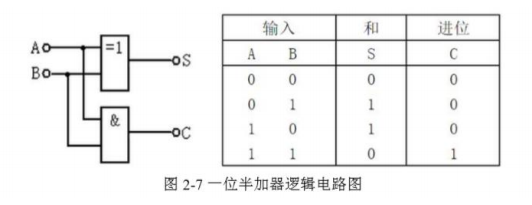 A
B
=1
S
&
C
输入 和 进位
A B S C
0 0 0 0
0 1 1 0
1 0 1 0
1 1 0 1
图 2-7 一位半加器逻辑电路图